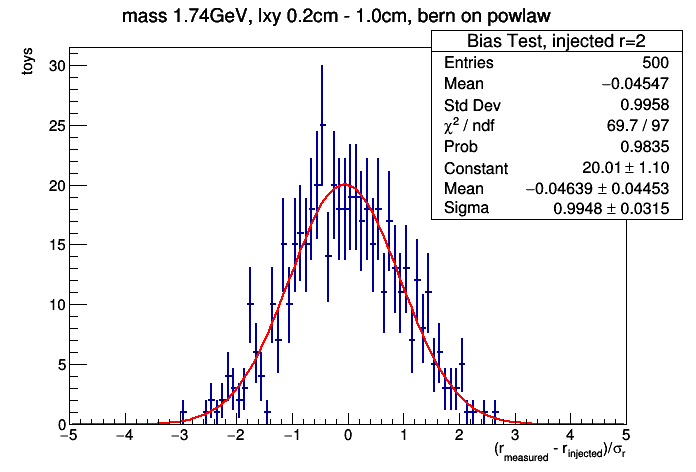 mass 1.74GeV, lxy 0.2cm - 1.0cm, bern on powlaw
Bias Test, injected r=2
Entries 500
Mean −0.04547
Std Dev 0.9958
χ² / ndf 69.7 / 97
Prob 0.9835
Constant 20.01 ± 1.10
Mean −0.04639 ± 0.04453
Sigma 0.9948 ± 0.0315
toys
30
25
20
15
10
5
0
−5 −4 −3 −2 −1 0 1 2 3 4 5
(r_measured - r_injected)/σ_r